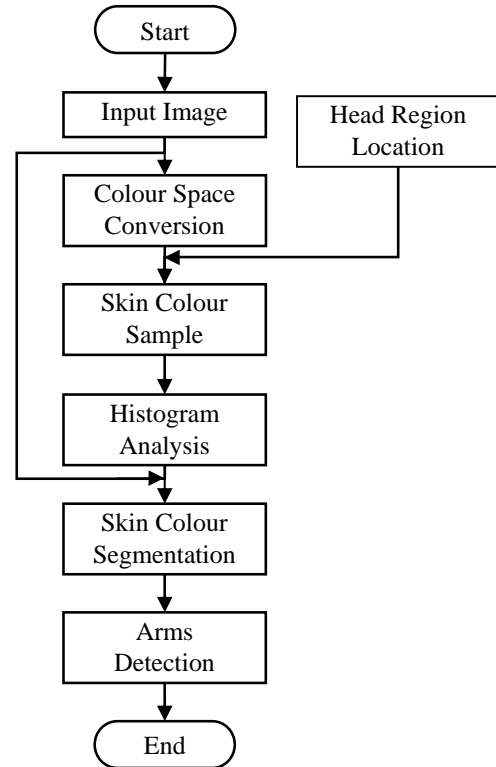 Start
Input Image
Head Region
Location
Colour Space
Conversion
Skin Colour
Sample
Histogram
Analysis
Skin Colour
Segmentation
Arms
Detection
End